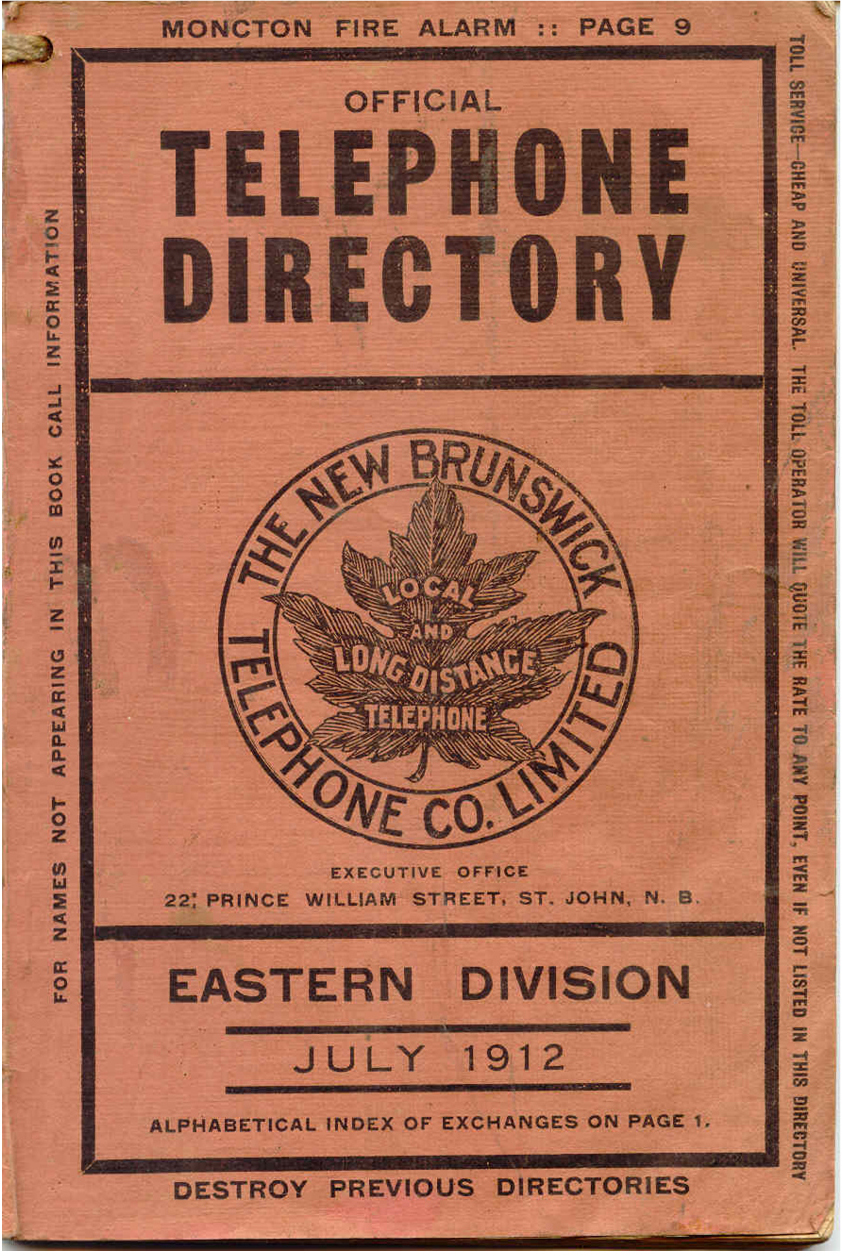 MONCTON FIRE ALARM :: PAGE 9
OFFICIAL
TELEPHONE
DIRECTORY
THE NEW BRUNSWICK
TELEPHONE CO. LIMITED
LOCAL
AND
LONG DISTANCE
TELEPHONE
EXECUTIVE OFFICE
PRINCE WILLIAM STREET, ST. JOHN, N. B.
EASTERN DIVISION
JULY 1912
ALPHABETICAL INDEX OF EXCHANGES ON PAGE 1.
DESTROY PREVIOUS DIRECTORIES
FOR NAMES NOT APPEARING IN THIS BOOK CALL INFORMATION
TOLL SERVICE—CHEAP AND UNIVERSAL. THE TOLL OPERATOR WILL QUOTE THE RATE TO ANY POINT, EVEN IF NOT LISTED IN THIS DIRECTORY